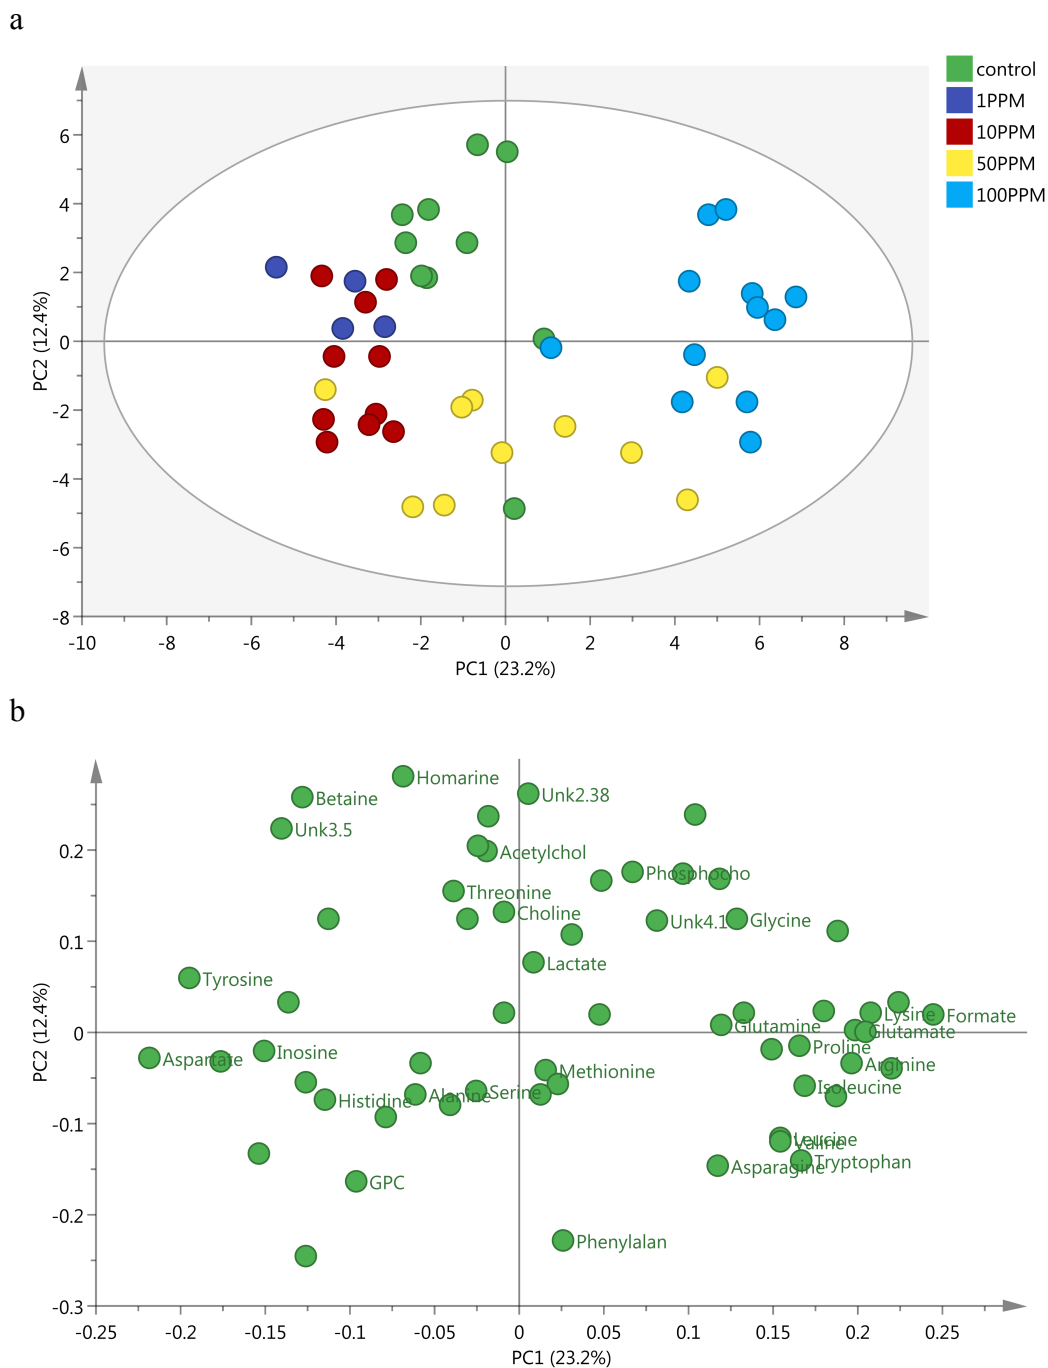 a
control
1PPM
10PPM
50PPM
100PPM
6
4
2
0
-2
-4
-6
-8
PC2 (12.4%)
-10 -8 -6 -4 -2 0 2 4 6 8
PC1 (23.2%)
b
Homarine
Betaine
Unk2.38
Unk3.5
0.2
Acetylchol
Phosphocho
Threonine
Choline
Unk4.1
Glycine
0.1
Lactate
Tyrosine
Lysine
Formate
0
Glutamine
Glutamate
Proline
Inosine
Aspartate
Arginine
Methionine
Isoleucine
Serine
Alanine
Histidine
-0.1
Leucine
Valine
Tryptophan
Asparagine
GPC
-0.2
Phenylalan
-0.3
PC2 (12.4%)
-0.25 -0.2 -0.15 -0.1 -0.05 0 0.05 0.1 0.15 0.2 0.25
PC1 (23.2%)